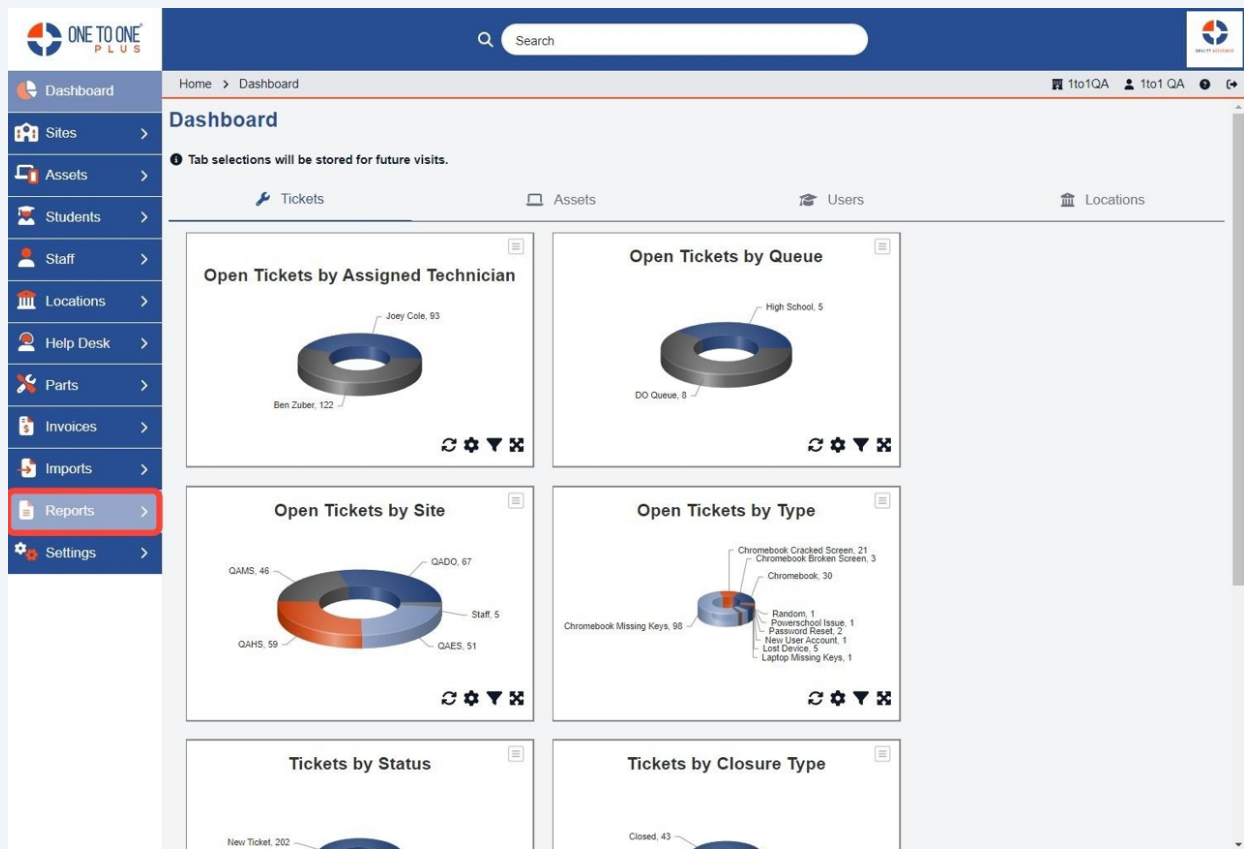 ONE TO ONE
PLUS
Search
Home > Dashboard
1to1QA
1to1 QA
Dashboard
Sites
Assets
Students
Staff
Locations
Help Desk
Parts
Invoices
Imports
Reports
Settings
Dashboard
Tab selections will be stored for future visits.
Tickets
Assets
Users
Locations
Open Tickets by Assigned Technician
Joey Cole, 93
Ben Zuber, 122
Open Tickets by Queue
High School, 5
DO Queue, 8
Open Tickets by Site
QADO, 67
QAMS, 46
Staff, 5
QAHS, 59
QAES, 51
Open Tickets by Type
Chromebook Cracked Screen, 21
Chromebook Broken Screen, 3
Chromebook, 30
Random, 1
Powerschool Issue, 1
Chromebook Missing Keys, 98
Password Reset, 2
New User Account, 1
Lost Device, 5
Laptop Missing Keys, 1
Tickets by Status
New Ticket, 202
Tickets by Closure Type
Closed, 43